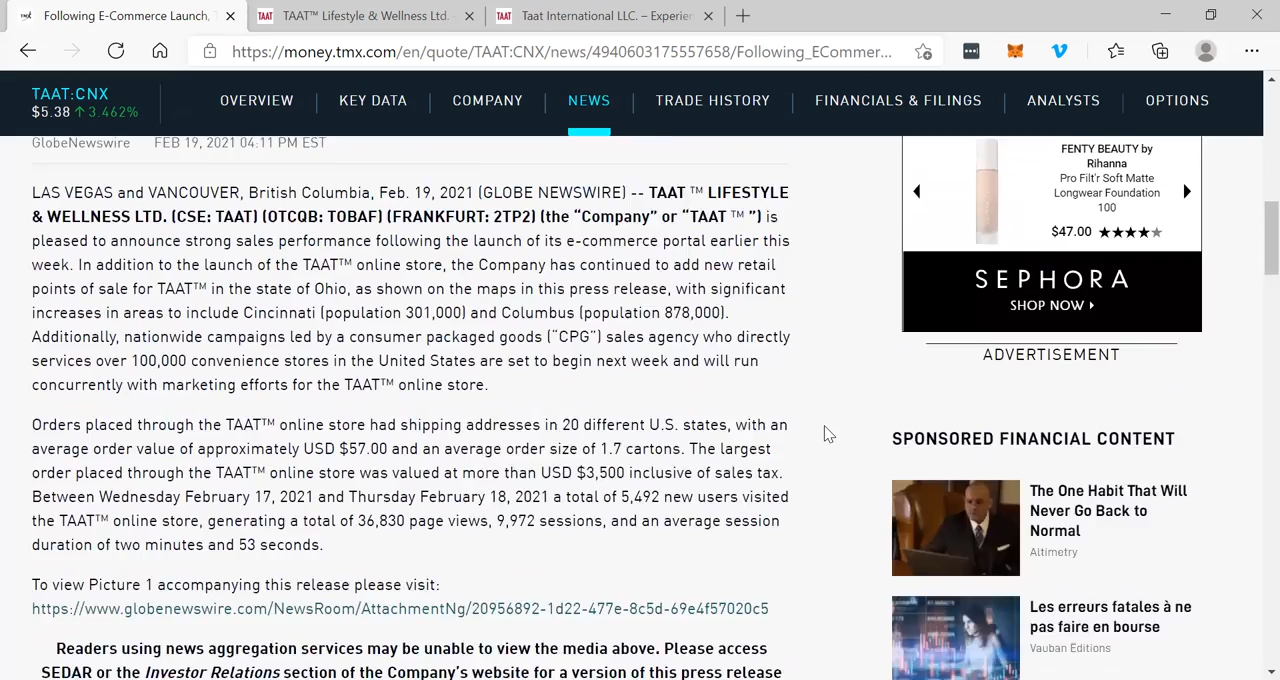 Following E-Commerce Launch, T
TAAT™ Lifestyle & Wellness Ltd. -
Taat International LLC. – Experien
https://money.tmx.com/en/quote/TAAT:CNX/news/4940603175557658/Following_ECommer...
TAAT:CNX
$5.38 ↑ 3.462%
OVERVIEW
KEY DATA
COMPANY
NEWS
TRADE HISTORY
FINANCIALS & FILINGS
ANALYSTS
OPTIONS
GlobeNewswire FEB 19, 2021 04:11 PM EST
LAS VEGAS and VANCOUVER, British Columbia, Feb. 19, 2021 (GLOBE NEWSWIRE) -- TAAT ™ LIFESTYLE
& WELLNESS LTD. (CSE: TAAT) (OTCQB: TOBAF) (FRANKFURT: 2TP2) (the “Company” or “TAAT ™ ”) is
pleased to announce strong sales performance following the launch of its e-commerce portal earlier this
week. In addition to the launch of the TAAT™ online store, the Company has continued to add new retail
points of sale for TAAT™ in the state of Ohio, as shown on the maps in this press release, with significant
increases in areas to include Cincinnati (population 301,000) and Columbus (population 878,000).
Additionally, nationwide campaigns led by a consumer packaged goods (“CPG”) sales agency who directly
services over 100,000 convenience stores in the United States are set to begin next week and will run
concurrently with marketing efforts for the TAAT™ online store.
Orders placed through the TAAT™ online store had shipping addresses in 20 different U.S. states, with an
average order value of approximately USD $57.00 and an average order size of 1.7 cartons. The largest
order placed through the TAAT™ online store was valued at more than USD $3,500 inclusive of sales tax.
Between Wednesday February 17, 2021 and Thursday February 18, 2021 a total of 5,492 new users visited
the TAAT™ online store, generating a total of 36,830 page views, 9,972 sessions, and an average session
duration of two minutes and 53 seconds.
To view Picture 1 accompanying this release please visit:
https://www.globenewswire.com/NewsRoom/AttachmentNg/20956892-1d22-477e-8c5d-69e4f57020c5
Readers using news aggregation services may be unable to view the media above. Please access
SEDAR or the Investor Relations section of the Company’s website for a version of this press release
FENTY BEAUTY by
Rihanna
Pro Filt'r Soft Matte
Longwear Foundation
100
$47.00 ★★★★★
SEPHORA
SHOP NOW
ADVERTISEMENT
SPONSORED FINANCIAL CONTENT
The One Habit That Will
Never Go Back to
Normal
Altimetry
Les erreurs fatales à ne
pas faire en bourse
Vauban Editions